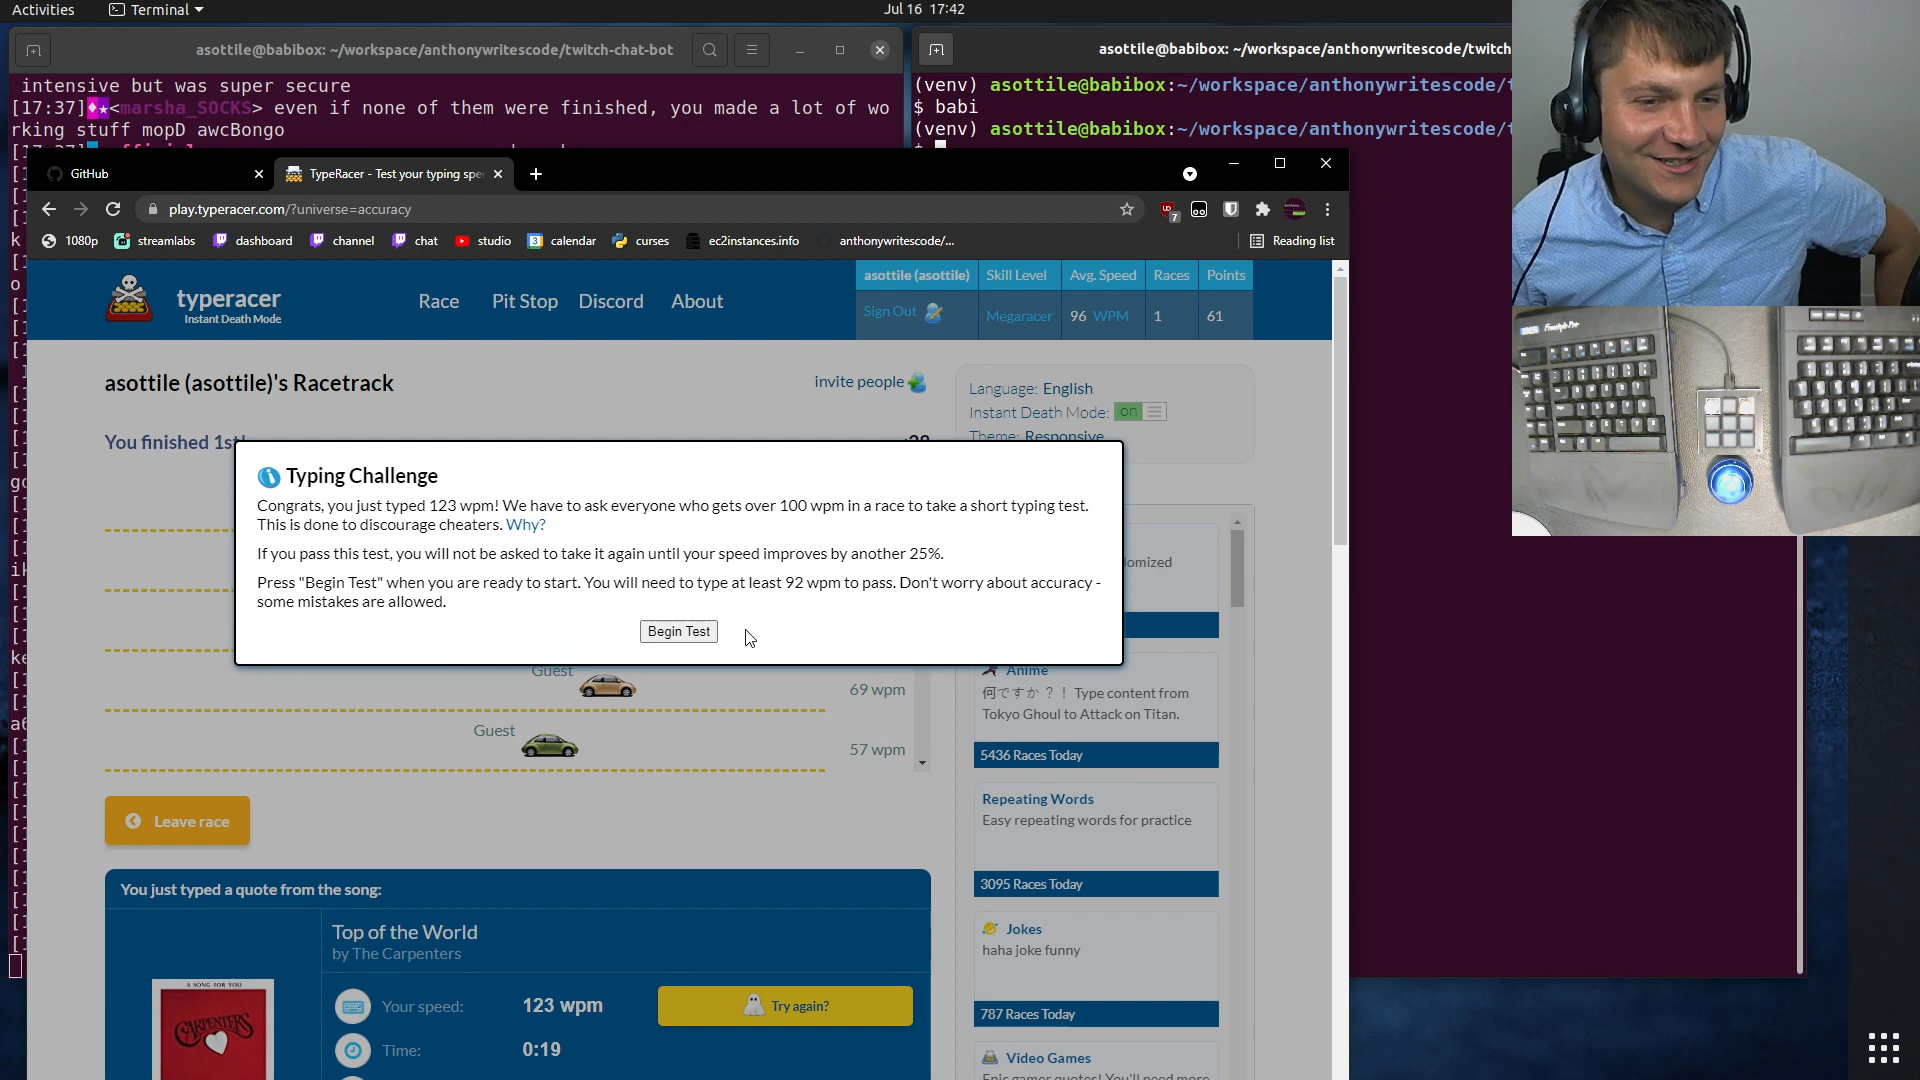 Activities
Terminal
Jul 16 17:42
asottile@babibox: ~/workspace/anthonywritescode/twitch-chat-bot
asottile@babibox: ~/workspace/anthonywritescode/twitch
intensive but was super secure
[17:37] <marsha_SOCKS> even if none of them were finished, you made a lot of wo
rking stuff mopD awcBongo
(venv) asottile@babibox:~/workspace/anthonywritescode/t
$ babi
(venv) asottile@babibox:~/workspace/anthonywritescode/t
$
GitHub
TypeRacer - Test your typing spe
play.typeracer.com/?universe=accuracy
7
1080p
streamlabs
dashboard
channel
chat
studio
calendar
curses
ec2instances.info
anthonywritescode/...
Reading list
typeracer
Instant Death Mode
Race
Pit Stop
Discord
About
asottile (asottile)
Skill Level
Avg. Speed
Races
Points
Sign Out
Megaracer
96 WPM
1
61
asottile (asottile)'s Racetrack
invite people
Language: English
Instant Death Mode: on
Theme: Responsive
You finished 1st!
Typing Challenge
Congrats, you just typed 123 wpm! We have to ask everyone who gets over 100 wpm in a race to take a short typing test.
This is done to discourage cheaters. Why?
If you pass this test, you will not be asked to take it again until your speed improves by another 25%.
Press "Begin Test" when you are ready to start. You will need to type at least 92 wpm to pass. Don't worry about accuracy -
some mistakes are allowed.
Begin Test
Guest
69 wpm
Guest
57 wpm
Leave race
You just typed a quote from the song:
Top of the World
by The Carpenters
A SONG FOR YOU
CARPENTERS
Your speed:
123 wpm
Try again?
Time:
0:19
Anime
何ですか？！ Type content from
Tokyo Ghoul to Attack on Titan.
5436 Races Today
Repeating Words
Easy repeating words for practice
3095 Races Today
Jokes
haha joke funny
787 Races Today
Video Games
Freestyle Pro